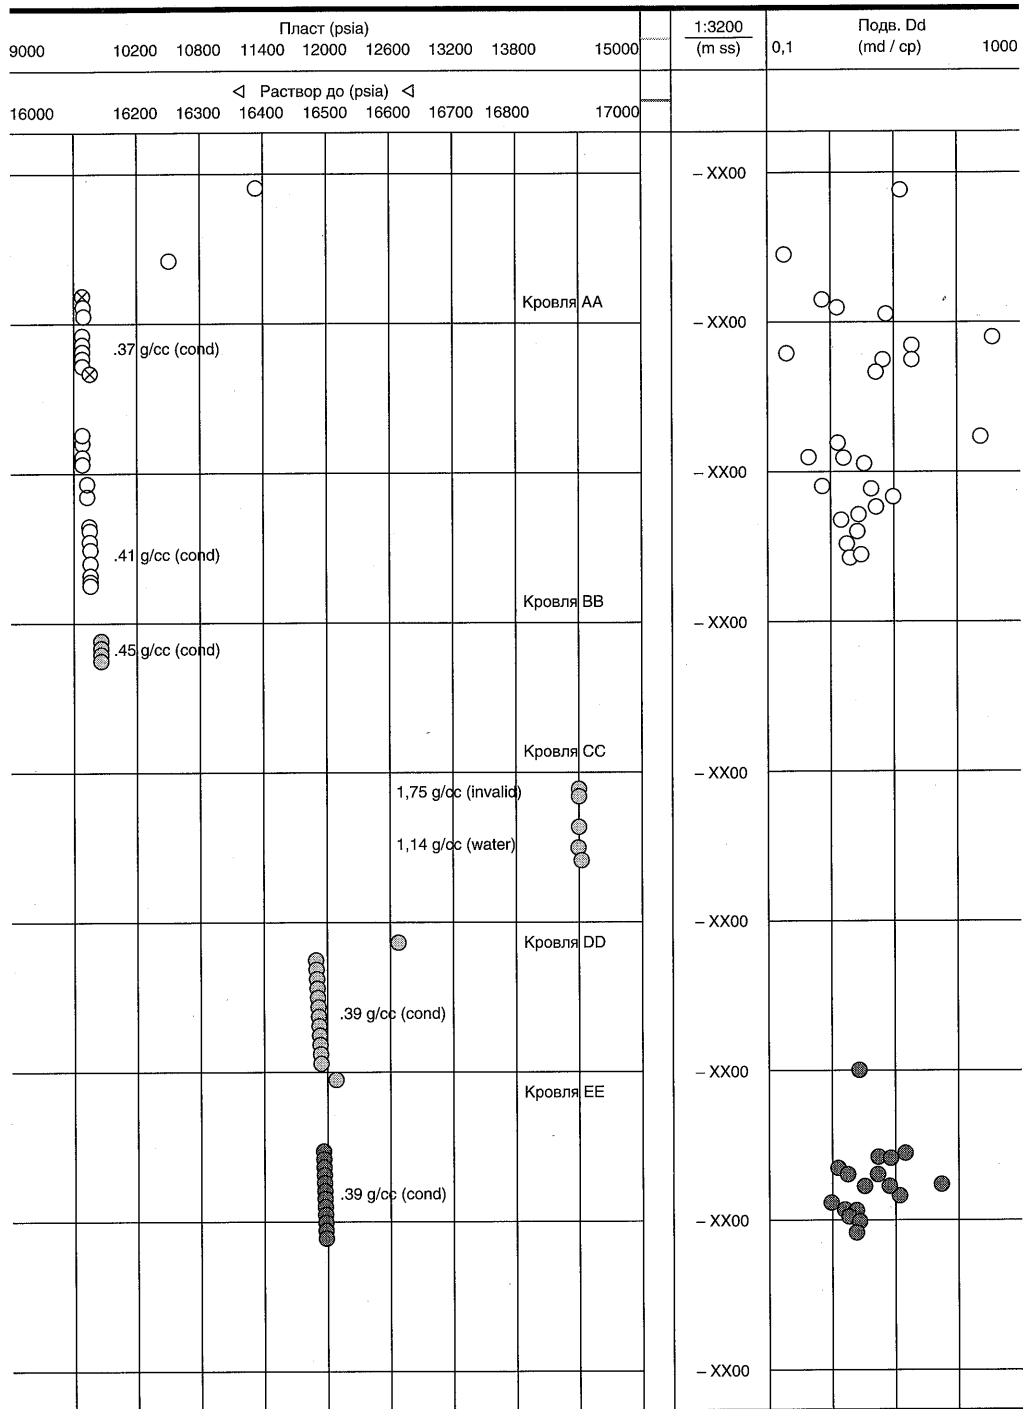 Пласт (psia)
9000 10200 10800 11400 12000 12600 13200 13800 15000
1:3200
(m ss)
Подв. Dd
0,1 (md / cp) 1000
Раствор до (psia)
16000 16200 16300 16400 16500 16600 16700 16800 17000
– XX00
Кровля AA
– XX00
.37 g/cc (cond)
– XX00
.41 g/cc (cond)
Кровля BB
– XX00
.45 g/cc (cond)
Кровля CC
– XX00
1,75 g/cc (invalid)
1,14 g/cc (water)
– XX00
Кровля DD
.39 g/cc (cond)
– XX00
Кровля EE
.39 g/cc (cond)
– XX00
– XX00